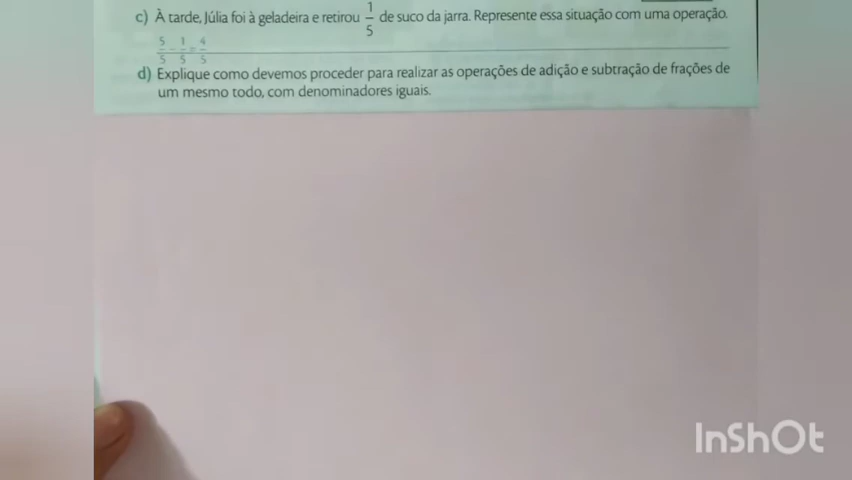 c) À tarde, Júlia foi à geladeira e retirou 1/5 de suco da jarra. Represente essa situação com uma operação.
5/5 - 1/5 = 4/5
d) Explique como devemos proceder para realizar as operações de adição e subtração de frações de
um mesmo todo, com denominadores iguais.
InShOt